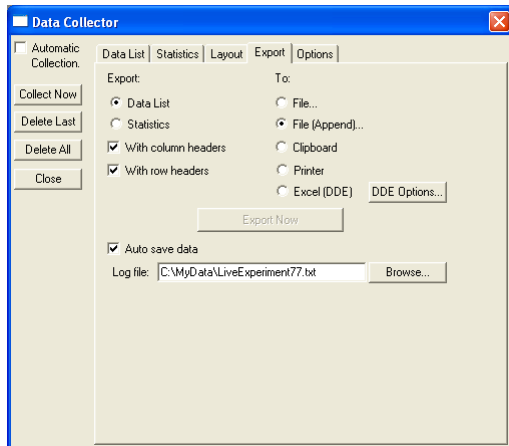 Data Collector
Automatic
Collection.
Collect Now
Delete Last
Delete All
Close
Data List
Statistics
Layout
Export
Options
Export:
Data List
Statistics
With column headers
With row headers
To:
File...
File (Append)...
Clipboard
Printer
Excel (DDE)
DDE Options...
Export Now
Auto save data
Log file: C:\MyData\LiveExperiment77.txt
Browse...